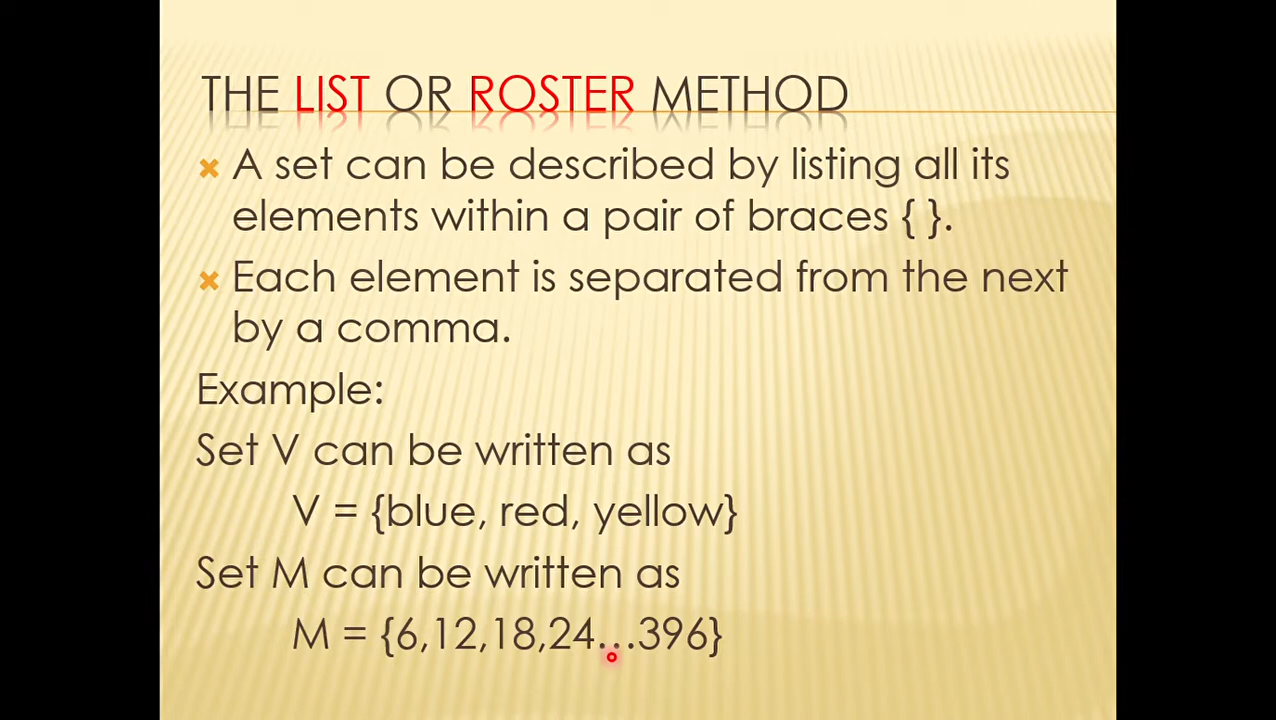 THE LIST OR ROSTER METHOD
A set can be described by listing all its
elements within a pair of braces { }.
Each element is separated from the next
by a comma.
Example:
Set V can be written as
V = {blue, red, yellow}
Set M can be written as
M = {6,12,18,24…396}